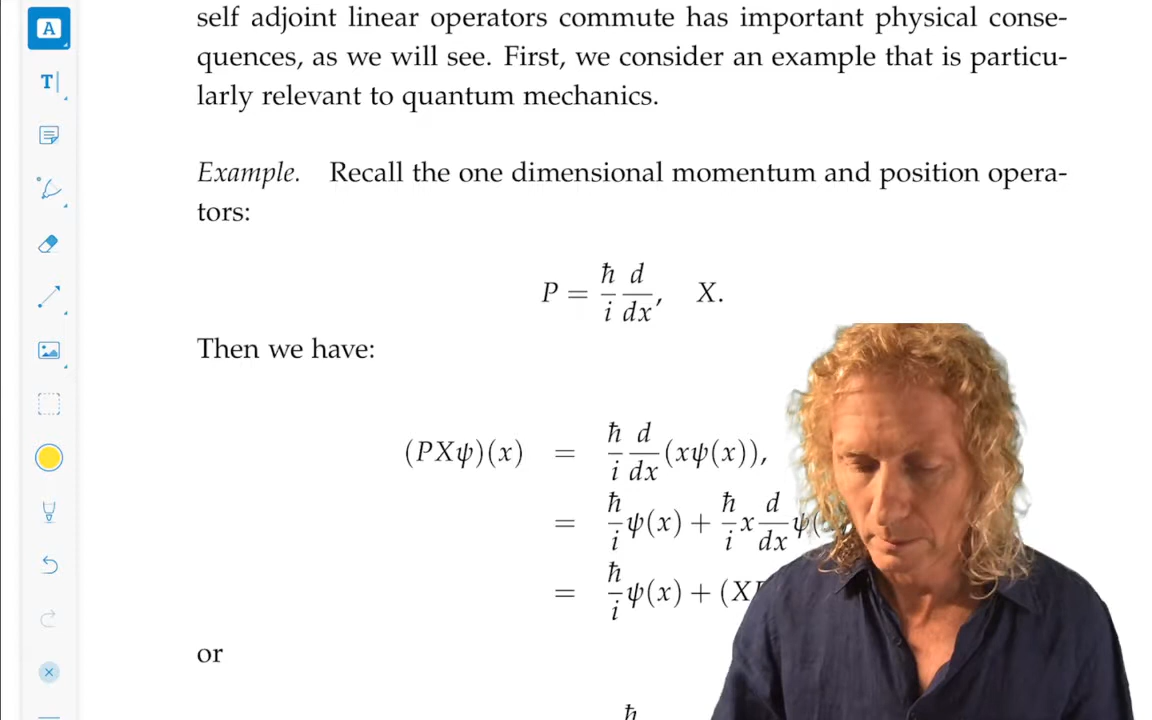 self adjoint linear operators commute has important physical conse-
quences, as we will see. First, we consider an example that is particu-
larly relevant to quantum mechanics.
Example. Recall the one dimensional momentum and position opera-
tors:
P = ħ/i d/dx, X.
Then we have:
(PXψ)(x) = ħ/i d/dx (xψ(x)),
= ħ/i ψ(x) + ħ/i x d/dx ψ(
= ħ/i ψ(x) + (X
or
ħ